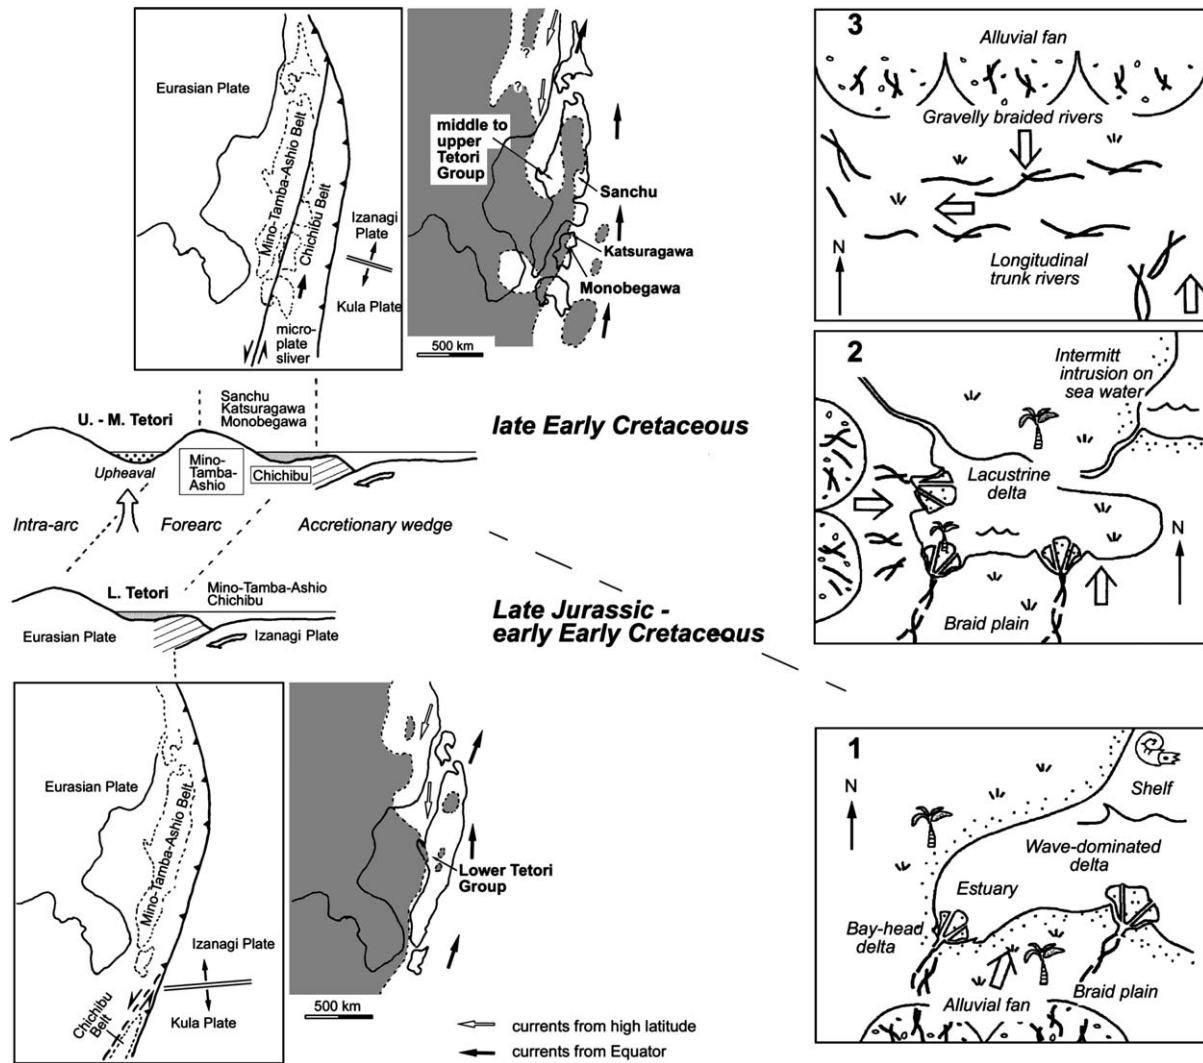 Eurasian Plate
Mino-Tamba-Ashio Belt
Chichibu Belt
Izanagi Plate
Kula Plate
micro-
plate
sliver
?
?
middle to
upper
Tetori
Group
Sanchu
Katsuragawa
Monobegawa
500 km
U. - M. Tetori
Sanchu
Katsuragawa
Monobegawa
Upheaval
Mino-
Tamba-
Ashio
Chichibu
Intra-arc
Forearc
Accretionary wedge
late Early Cretaceous
L. Tetori
Mino-Tamba-Ashio
Chichibu
Eurasian Plate
Izanagi Plate
Late Jurassic -
early Early Cretaceous
Eurasian Plate
Mino-Tamba-Ashio Belt
Izanagi Plate
Kula Plate
Chichibu
Belt
Lower Tetori
Group
500 km
currents from high latitude
currents from Equator
3
Alluvial fan
Gravelly braided rivers
N
Longitudinal
trunk rivers
2
Intermitt
intrusion on
sea water
Lacustrine
delta
N
Braid plain
1
N
Shelf
Wave-dominated
delta
Estuary
Bay-head
delta
Alluvial fan
Braid plain